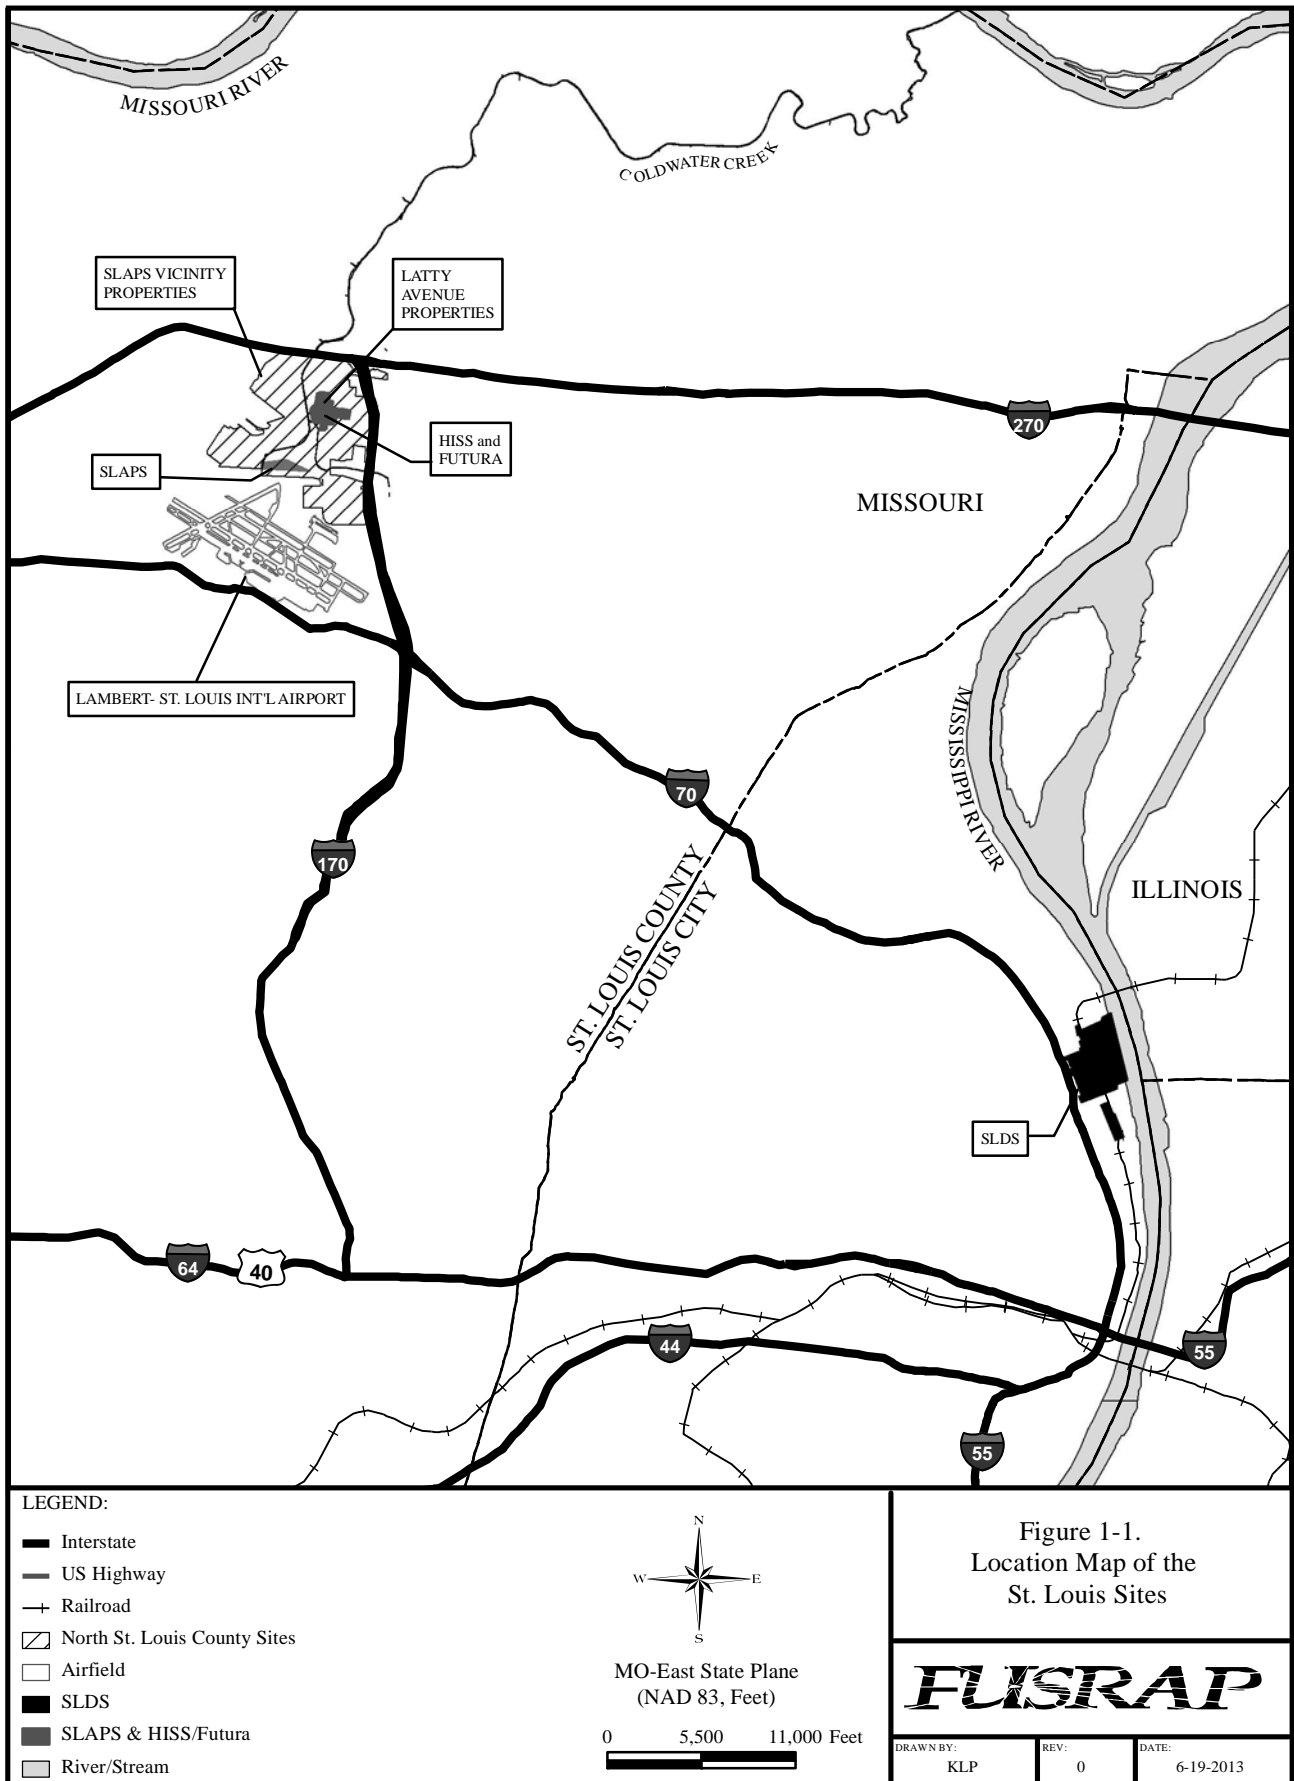 MISSOURI RIVER
COLDWATER CREEK
SLAPS VICINITY
PROPERTIES
LATTY
AVENUE
PROPERTIES
270
HISS and
FUTURA
SLAPS
MISSOURI
LAMBERT- ST. LOUIS INT'L AIRPORT
MISSISSIPPI RIVER
70
170
ST. LOUIS COUNTY
ST. LOUIS CITY
ILLINOIS
SLDS
64
40
44
55
55
LEGEND:
Interstate
US Highway
Railroad
North St. Louis County Sites
Airfield
SLDS
SLAPS & HISS/Futura
River/Stream
N
W
E
S
MO-East State Plane
(NAD 83, Feet)
0 5,500 11,000 Feet
Figure 1-1.
Location Map of the
St. Louis Sites
FUSRAP
DRAWN BY:
KLP
REV:
0
DATE:
6-19-2013